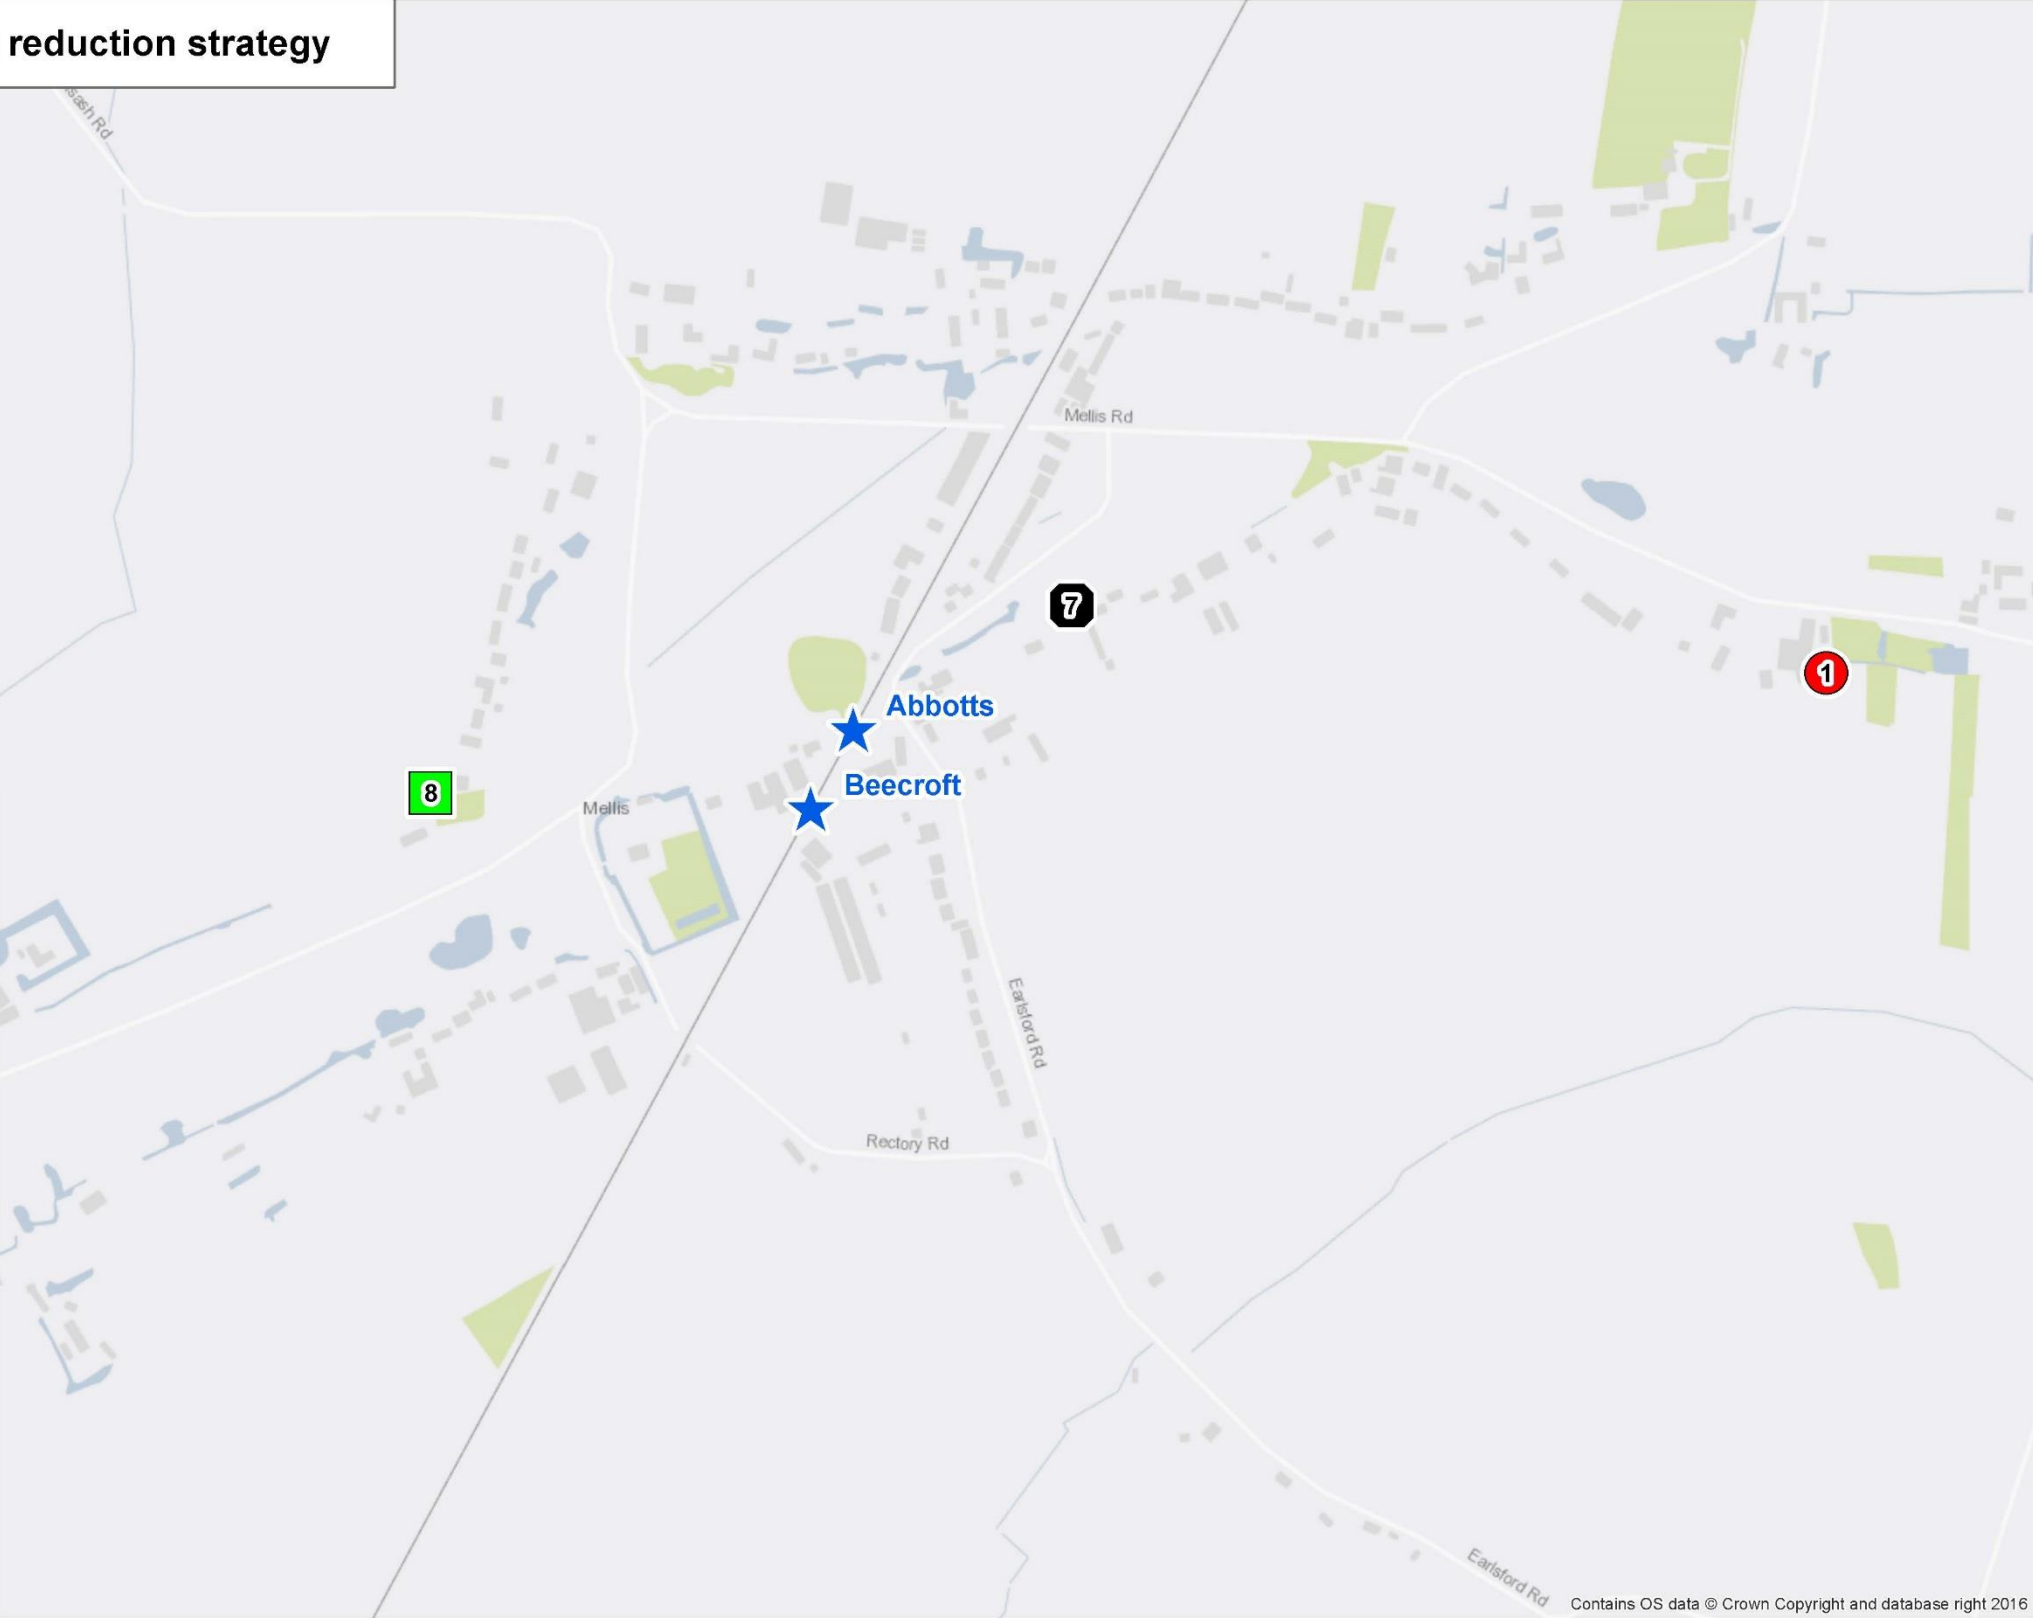 reduction strategy
Rd
Mellis Rd
7
1
Abbotts
Beecroft
8
Mellis
Earlsford Rd
Rectory Rd
Earlsford Rd
Contains OS data © Crown Copyright and database right 2016